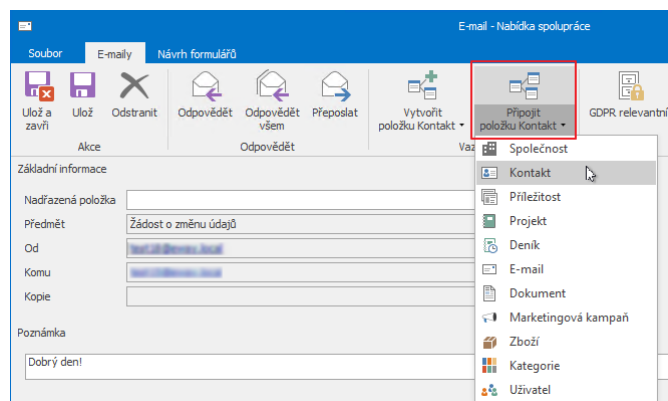 E-mail - Nabídka spolupráce
Soubor E-maily Návrh formulářů
Ulož a zavři
Ulož
Odstranit
Odpovědět
Odpovědět všem
Přeposlat
Vytvořit položku Kontakt
Připojit položku Kontakt
GDPR relevantní
Akce
Odpovědět
Vaz
Základní informace
Nadřazená položka
Předmět Žádost o změnu údajů
Od
Komu
Kopie
Poznámka
Dobrý den!
Společnost
Kontakt
Příležitost
Projekt
Deník
E-mail
Dokument
Marketingová kampaň
Zboží
Kategorie
Uživatel